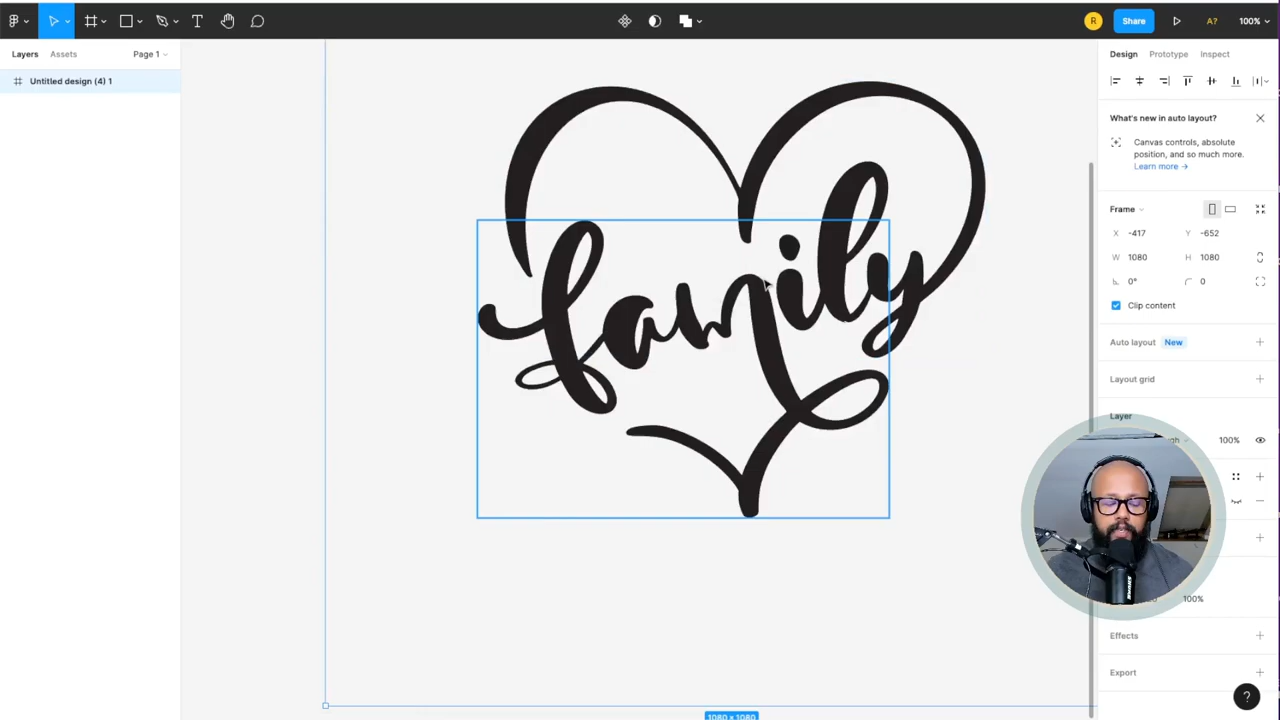 R
Share
A?
100%
Layers
Assets
Page 1
Design
Prototype
Inspect
Untitled design (4) 1
What's new in auto layout?
Canvas controls, absolute
position, and so much more.
Learn more →
Frame
X -417
Y -652
W 1080
H 1080
0°
0
Clip content
Auto layout
New
Layout grid
Layer
100%
100%
Effects
Export
?
family
1080 × 1080